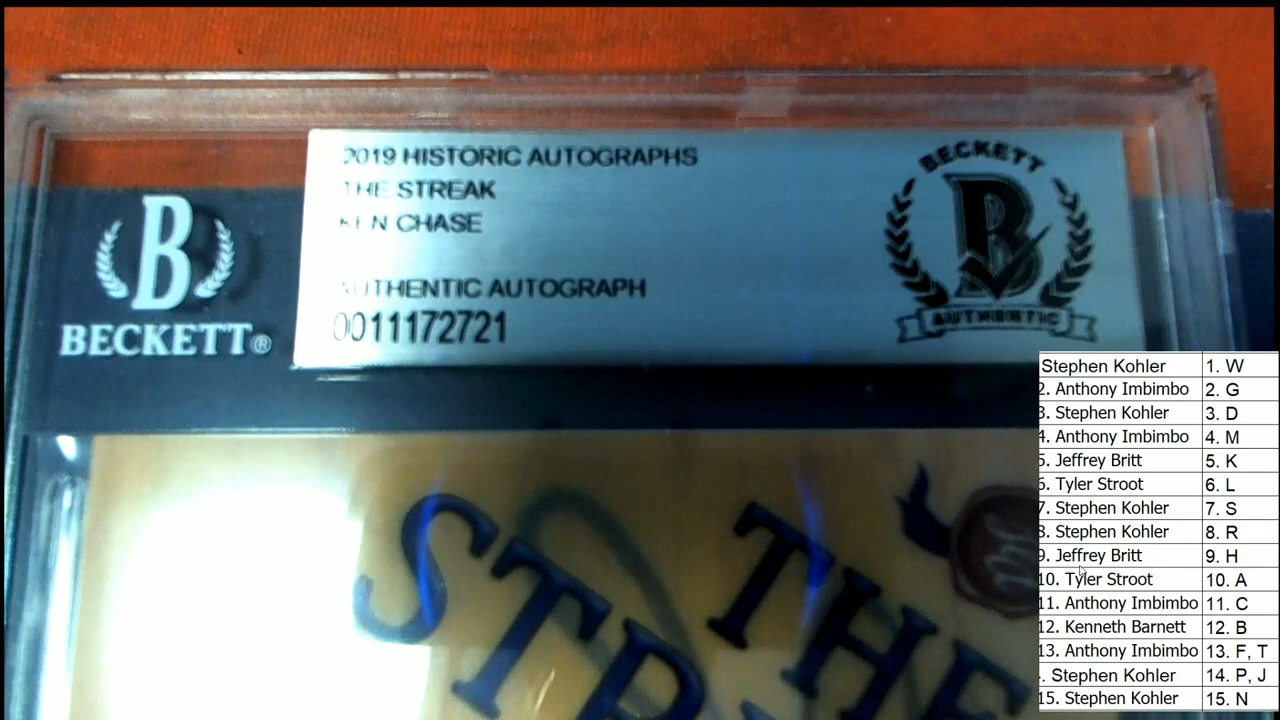 2019 HISTORIC AUTOGRAPHS
THE STREAK
KEN CHASE
AUTHENTIC AUTOGRAPH
0011172721
B
BECKETT®
BECKETT
B
AUTHENTIC
THE
Stephen Kohler 1. W
2. Anthony Imbimbo 2. G
3. Stephen Kohler 3. D
4. Anthony Imbimbo 4. M
5. Jeffrey Britt 5. K
6. Tyler Stroot 6. L
7. Stephen Kohler 7. S
8. Stephen Kohler 8. R
9. Jeffrey Britt 9. H
10. Tyler Stroot 10. A
11. Anthony Imbimbo 11. C
12. Kenneth Barnett 12. B
13. Anthony Imbimbo 13. F, T
. Stephen Kohler 14. P, J
15. Stephen Kohler 15. N